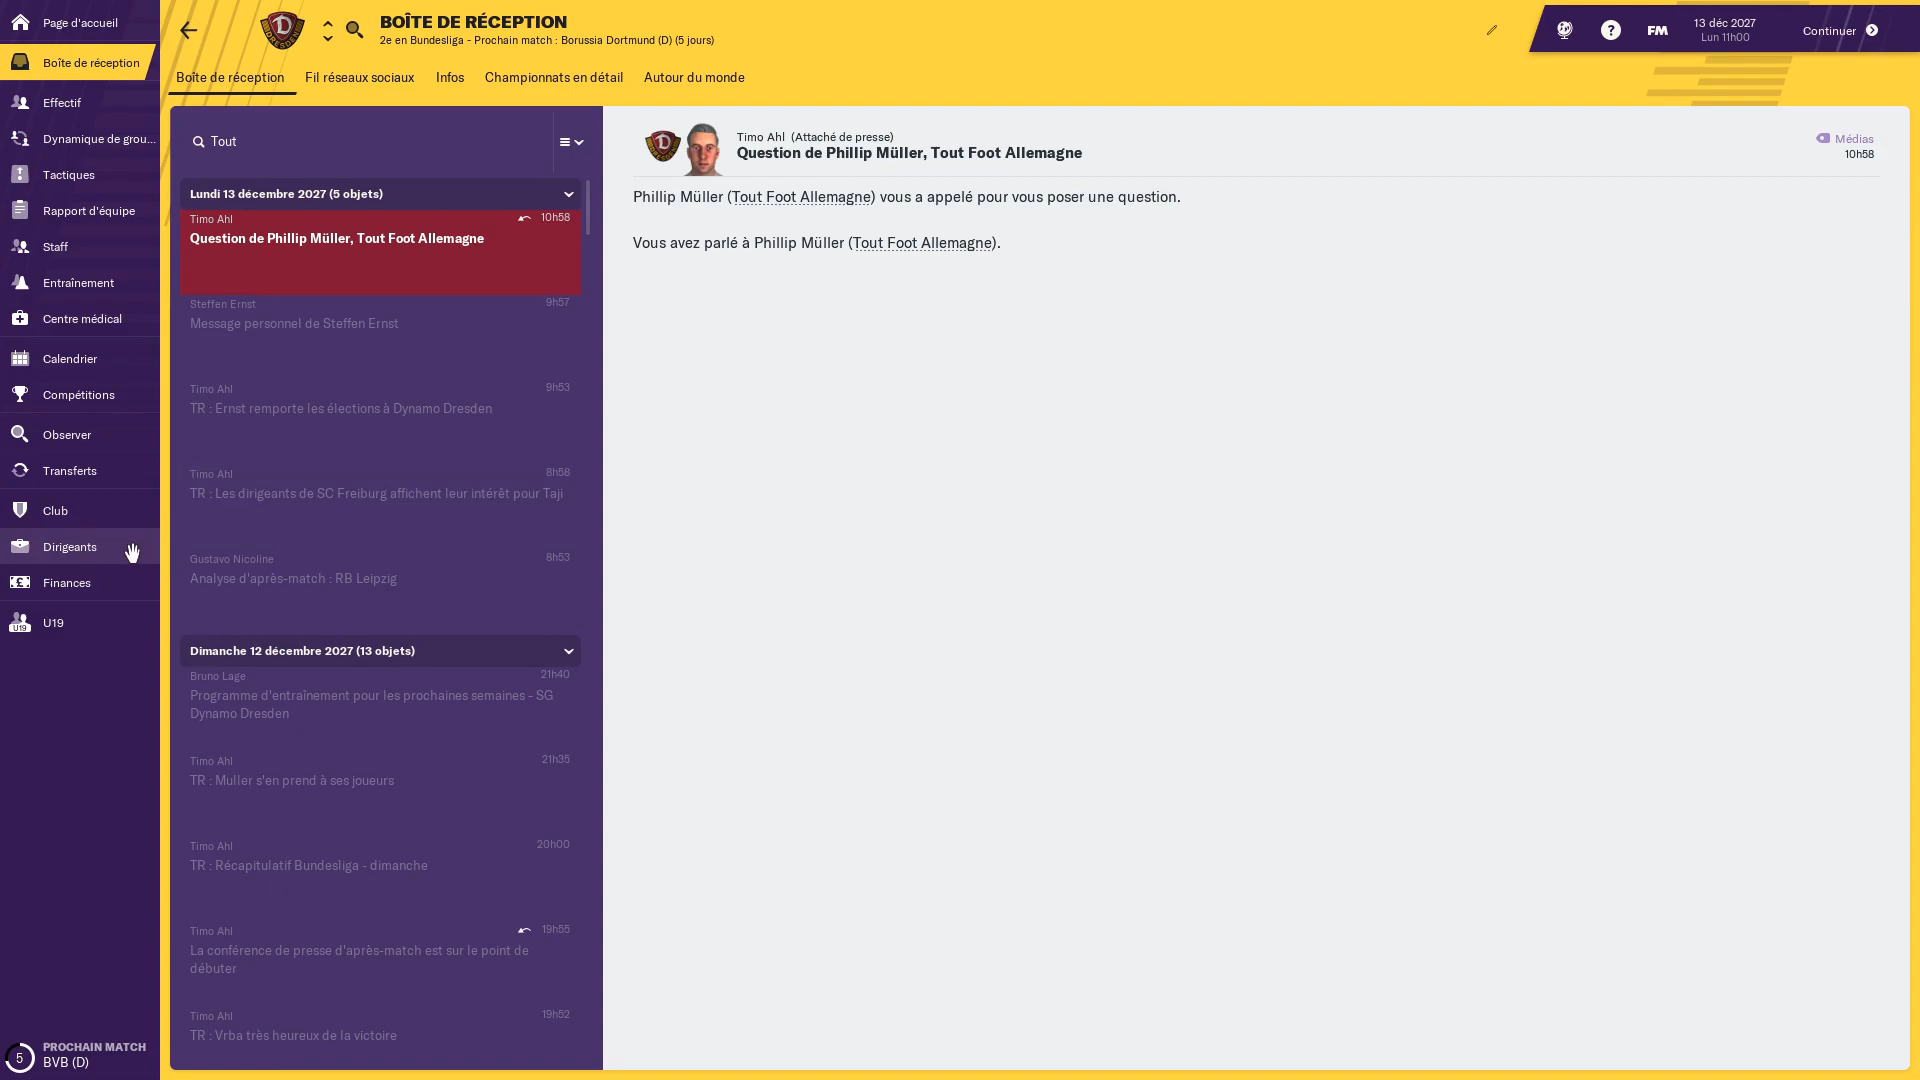 Page d'accueil
Boîte de réception
Effectif
Dynamique de grou...
Tactiques
Rapport d'équipe
Staff
Entraînement
Centre médical
Calendrier
Compétitions
Observer
Transferts
Club
Dirigeants
Finances
U19
U19
5
PROCHAIN MATCH
BVB (D)
BOÎTE DE RÉCEPTION
2e en Bundesliga - Prochain match : Borussia Dortmund (D) (5 jours)
?
FM
13 déc 2027
Lun 11h00
Continuer
Boîte de réception
Fil réseaux sociaux
Infos
Championnats en détail
Autour du monde
Tout
Lundi 13 décembre 2027 (5 objets)
Timo Ahl
10h58
Question de Phillip Müller, Tout Foot Allemagne
Steffen Ernst
9h57
Message personnel de Steffen Ernst
Timo Ahl
9h53
TR : Ernst remporte les élections à Dynamo Dresden
Timo Ahl
8h58
TR : Les dirigeants de SC Freiburg affichent leur intérêt pour Taji
Gustavo Nicoline
8h53
Analyse d'après-match : RB Leipzig
Dimanche 12 décembre 2027 (13 objets)
Bruno Lage
21h40
Programme d'entraînement pour les prochaines semaines - SG
Dynamo Dresden
Timo Ahl
21h35
TR : Muller s'en prend à ses joueurs
Timo Ahl
20h00
TR : Récapitulatif Bundesliga - dimanche
Timo Ahl
19h55
La conférence de presse d'après-match est sur le point de
débuter
Timo Ahl
19h52
TR : Vrba très heureux de la victoire
Timo Ahl (Attaché de presse)
Question de Phillip Müller, Tout Foot Allemagne
Médias
10h58
Phillip Müller (Tout Foot Allemagne) vous a appelé pour vous poser une question.
Vous avez parlé à Phillip Müller (Tout Foot Allemagne).